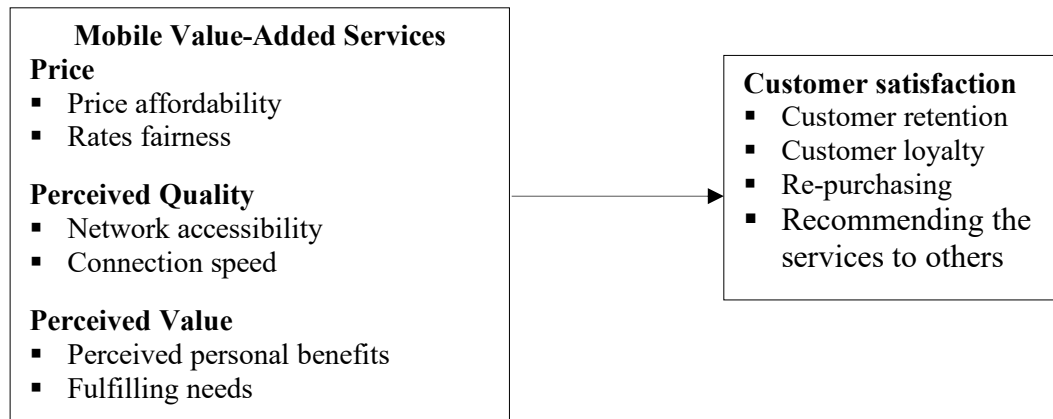 Mobile Value-Added Services
Price
▪ Price affordability
▪ Rates fairness
Perceived Quality
▪ Network accessibility
▪ Connection speed
Perceived Value
▪ Perceived personal benefits
▪ Fulfilling needs
Customer satisfaction
▪ Customer retention
▪ Customer loyalty
▪ Re-purchasing
▪ Recommending the
services to others